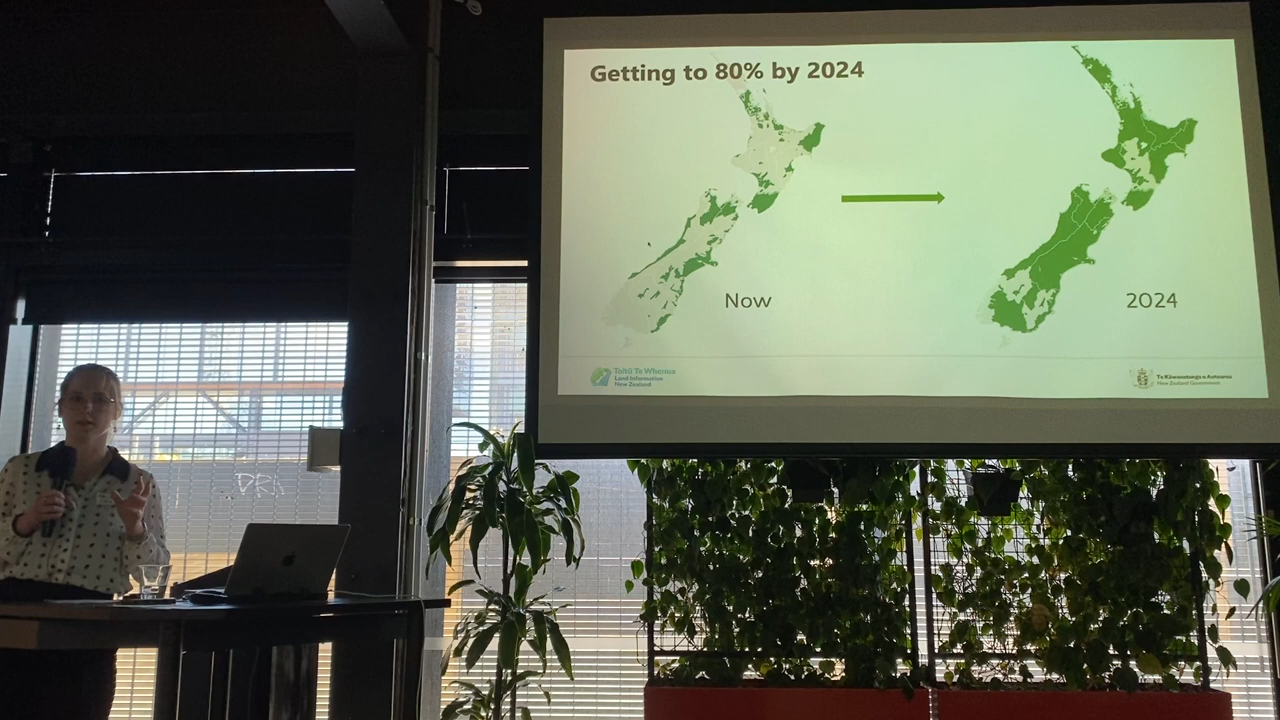 Getting to 80% by 2024
Now
2024
Toitū Te Whenua
Land Information
New Zealand
Te Kāwanatanga o Aotearoa
New Zealand Government